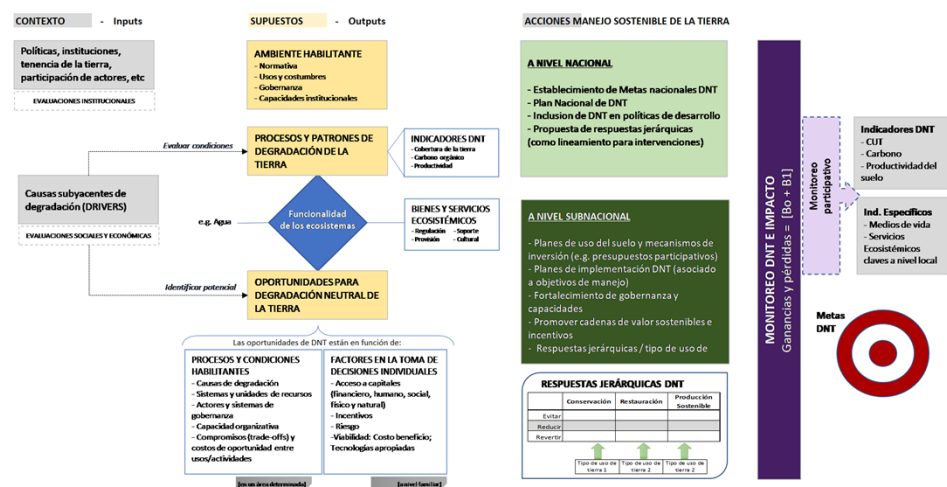 CONTEXTO - Inputs
Políticas, instituciones,
tenencia de la tierra,
participación de actores, etc
EVALUACIONES INSTITUCIONALES
Causas subyacentes de
degradación (DRIVERS)
EVALUACIONES SOCIALES Y ECONÓMICAS
Evaluar condiciones
Identificar potencial
SUPUESTOS - Outputs
AMBIENTE HABILITANTE
- Normativa
- Usos y costumbres
- Gobernanza
- Capacidades institucionales
PROCESOS Y PATRONES DE
DEGRADACIÓN DE LA
TIERRA
INDICADORES DNT
- Cobertura de la tierra
- Carbono orgánico
- Productividad
e.g. Agua
Funcionalidad
de los ecosistemas
BIENES Y SERVICIOS
ECOSISTÉMICOS
- Regulación - Soporte
- Provisión - Cultural
OPORTUNIDADES PARA
DEGRADACIÓN NEUTRAL DE
LA TIERRA
Las oportunidades de DNT están en función de:
PROCESOS Y CONDICIONES
HABILITANTES
- Causas de degradación
- Sistemas y unidades de recursos
- Actores y sistemas de
gobernanza
- Capacidad organizativa
- Compromisos (trade-offs) y
costos de oportunidad entre
usos/actividades
[en un área determinada]
FACTORES EN LA TOMA DE
DECISIONES INDIVIDUALES
- Acceso a capitales
(financiero, humano, social,
físico y natural)
- Incentivos
- Riesgo
-Viabilidad: Costo beneficio;
Tecnologías apropiadas
[a nivel familiar]
ACCIONES MANEJO SOSTENIBLE DE LA TIERRA
A NIVEL NACIONAL
- Establecimiento de Metas nacionales DNT
- Plan Nacional de DNT
- Inclusion de DNT en políticas de desarrollo
- Propuesta de respuestas jerárquicas
(como lineamiento para intervenciones)
A NIVEL SUBNACIONAL
- Planes de uso del suelo y mecanismos de
inversión (e.g. presupuestos participativos)
- Planes de implementación DNT (asociado
a objetivos de manejo)
- Fortalecimiento de gobernanza y
capacidades
- Promover cadenas de valor sostenibles e
incentivos
- Respuestas jerárquicas / tipo de uso de
RESPUESTAS JERÁRQUICAS DNT
Conservación Restauración Producción
Sostenible
Evitar
Reducir
Revertir
Tipo de uso de
tierra 1
Tipo de uso de
tierra 2
Tipo de uso de
tierra 2
MONITOREO DNT E IMPACTO
Ganancias y pérdidas = [Bo + B1]
Monitoreo
participativo
Indicadores DNT
- CUT
- Carbono
- Productividad del
suelo
Ind. Específicos
- Medios de vida
- Servicios
Ecosistémicos
claves a nivel local
Metas
DNT